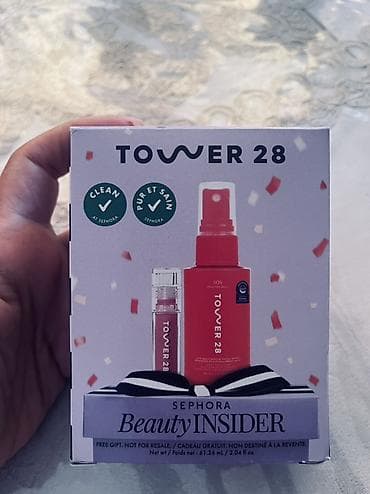 TOWER 28
CLEAN
AT SEPHORA
PUR ET SAIN
SEPHORA
SOS
TOWER 28
TOWER 28
SEPHORA
Beauty INSIDER
FREE GIFT. NOT FOR RESALE. / CADEAU GRATUIT: NON DESTINÉ À LA REVENTE.
Net wt / Poids net : 61.36 mL / 2.04 fl oz.